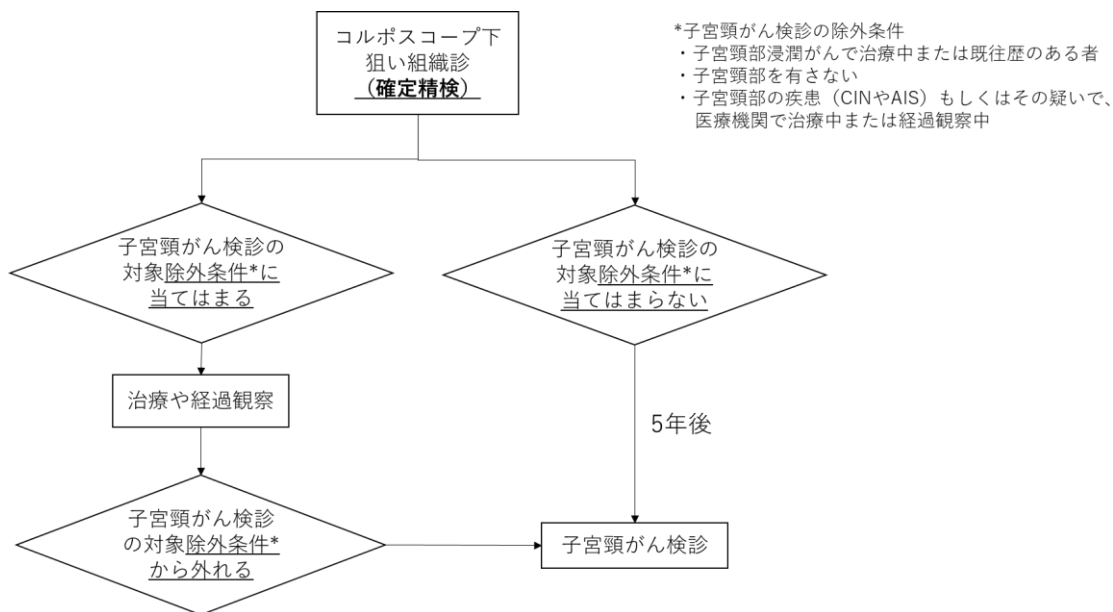 コルポスコープ下
狙い組織診
（確定精検）
*子宮頸がん検診の除外条件
・子宮頸部浸潤がんで治療中または既往歴のある者
・子宮頸部を有さない
・子宮頸部の疾患（CINやAIS）もしくはその疑いで、
医療機関で治療中または経過観察中
子宮頸がん検診の
対象除外条件*に
当てはまる
子宮頸がん検診の
対象除外条件*に
当てはまらない
治療や経過観察
5年後
子宮頸がん検診
の対象除外条件*
から外れる
子宮頸がん検診